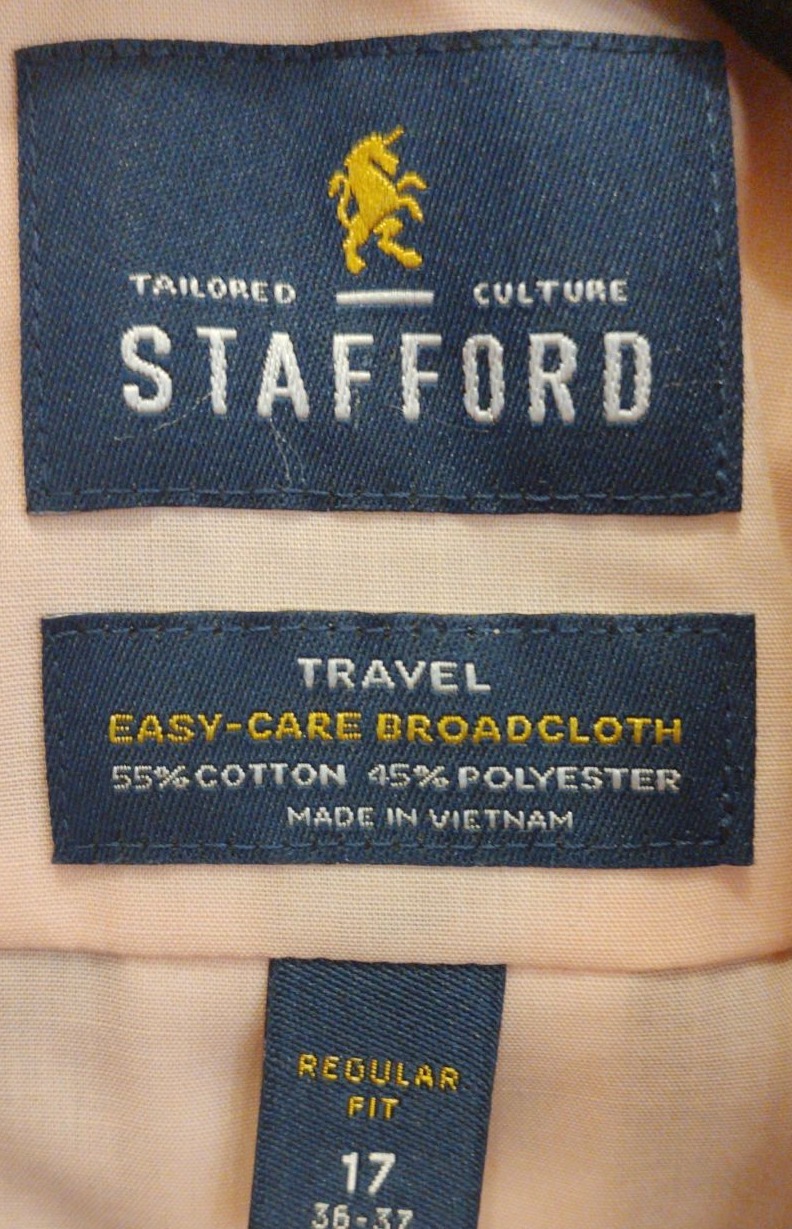 TAILORED CULTURE
STAFFORD
TRAVEL
EASY-CARE BROADCLOTH
55% COTTON 45% POLYESTER
MADE IN VIETNAM
REGULAR
FIT
17
36-37